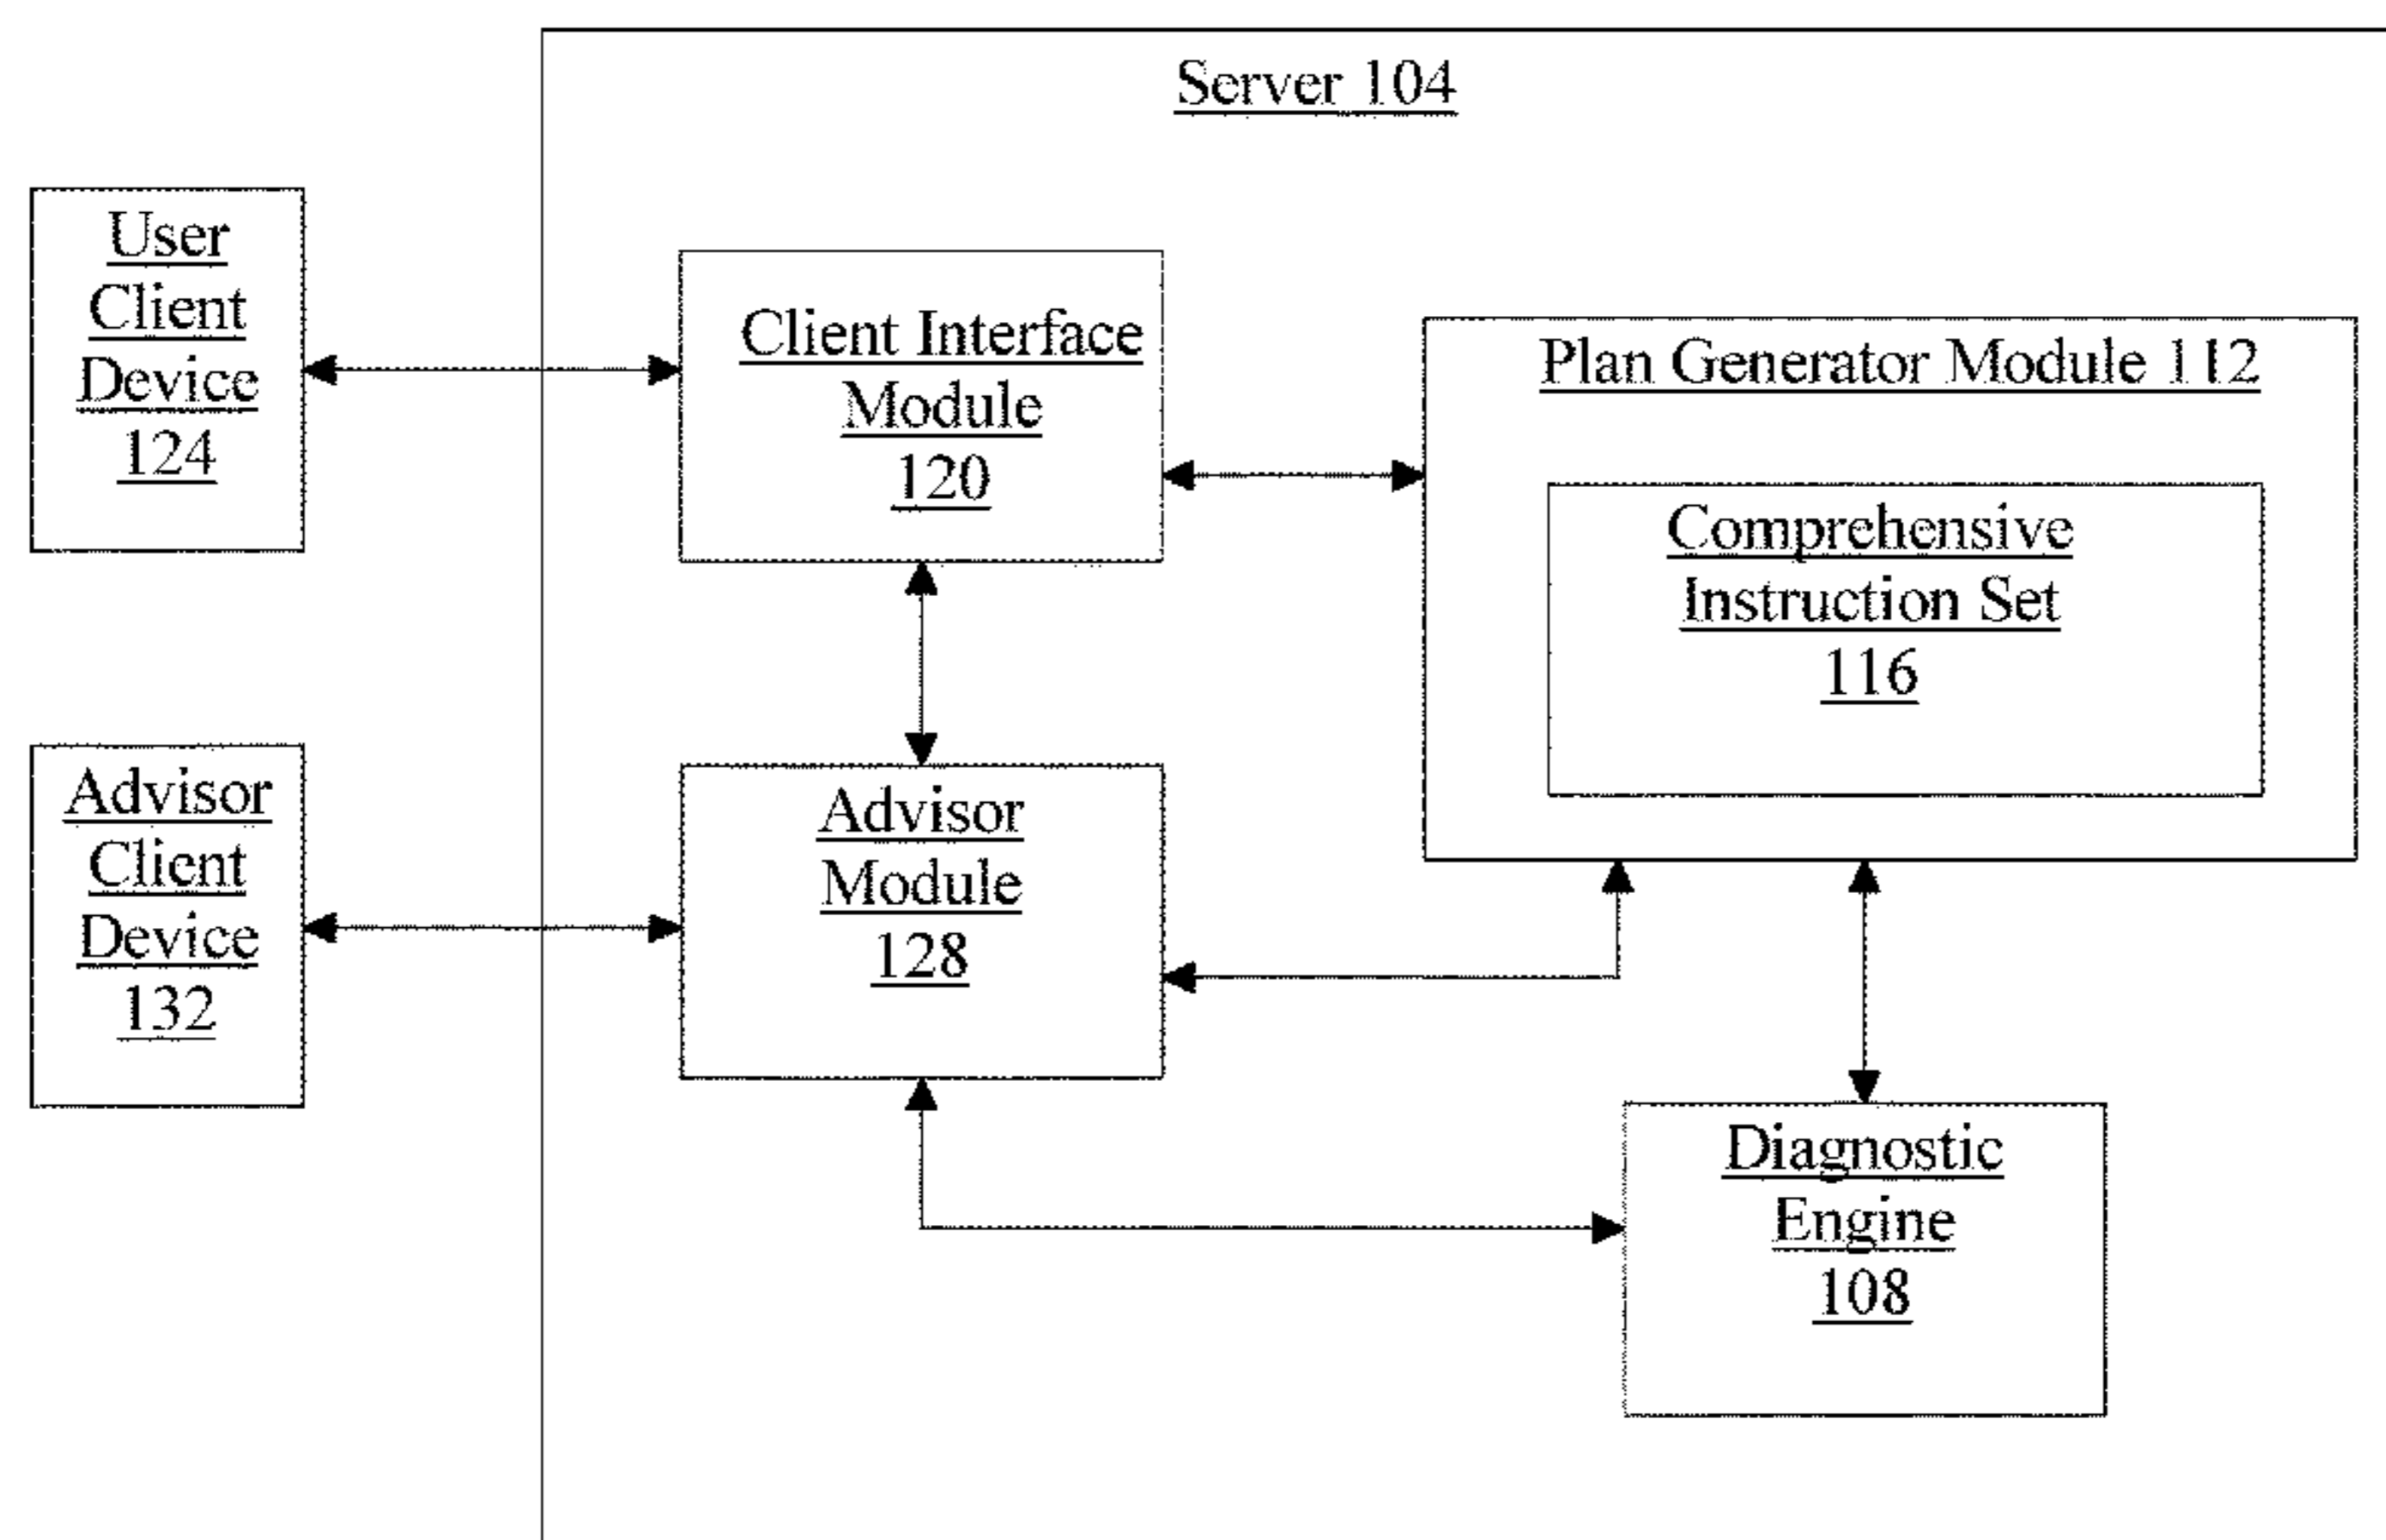 Server 104
User
Client
Device
124
Client Interface
Module
120
Plan Generator Module 112
Comprehensive
Instruction Set
116
Advisor
Client
Device
132
Advisor
Module
128
Diagnostic
Engine
108